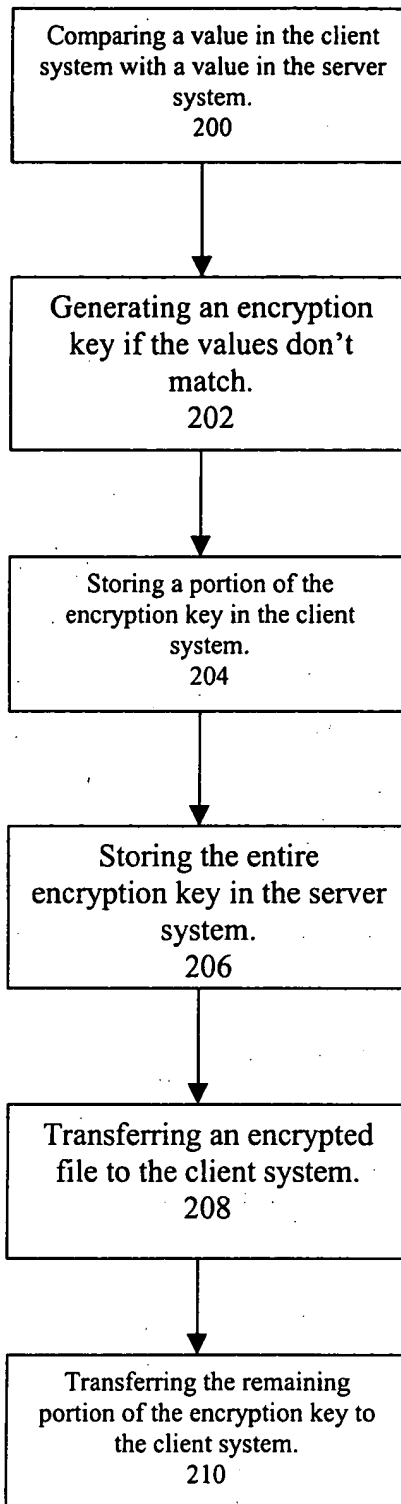 Comparing a value in the client
system with a value in the server
system.
200
Generating an encryption
key if the values don't
match.
202
Storing a portion of the
encryption key in the client
system.
204
Storing the entire
encryption key in the server
system.
206
Transferring an encrypted
file to the client system.
208
Transferring the remaining
portion of the encryption key to
the client system.
210